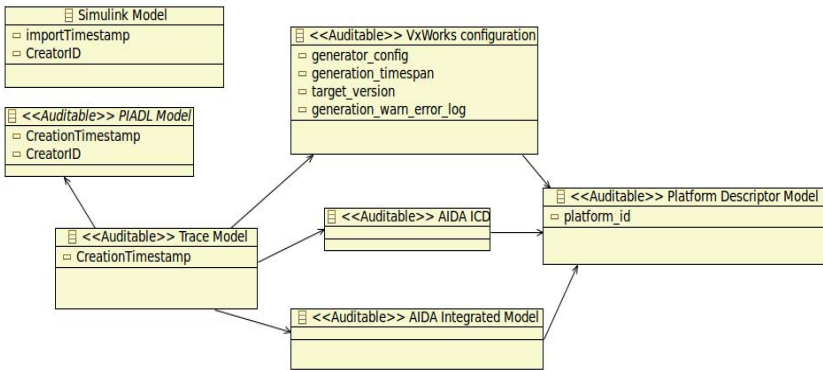 Simulink Model
importTimestamp
CreatorID
<<Auditable>> VxWorks configuration
generator_config
generation_timespan
target_version
generation_warn_error_log
<<Auditable>> PIADL Model
CreationTimestamp
CreatorID
<<Auditable>> Platform Descriptor Model
platform_id
<<Auditable>> AIDA ICD
<<Auditable>> Trace Model
CreationTimestamp
<<Auditable>> AIDA Integrated Model